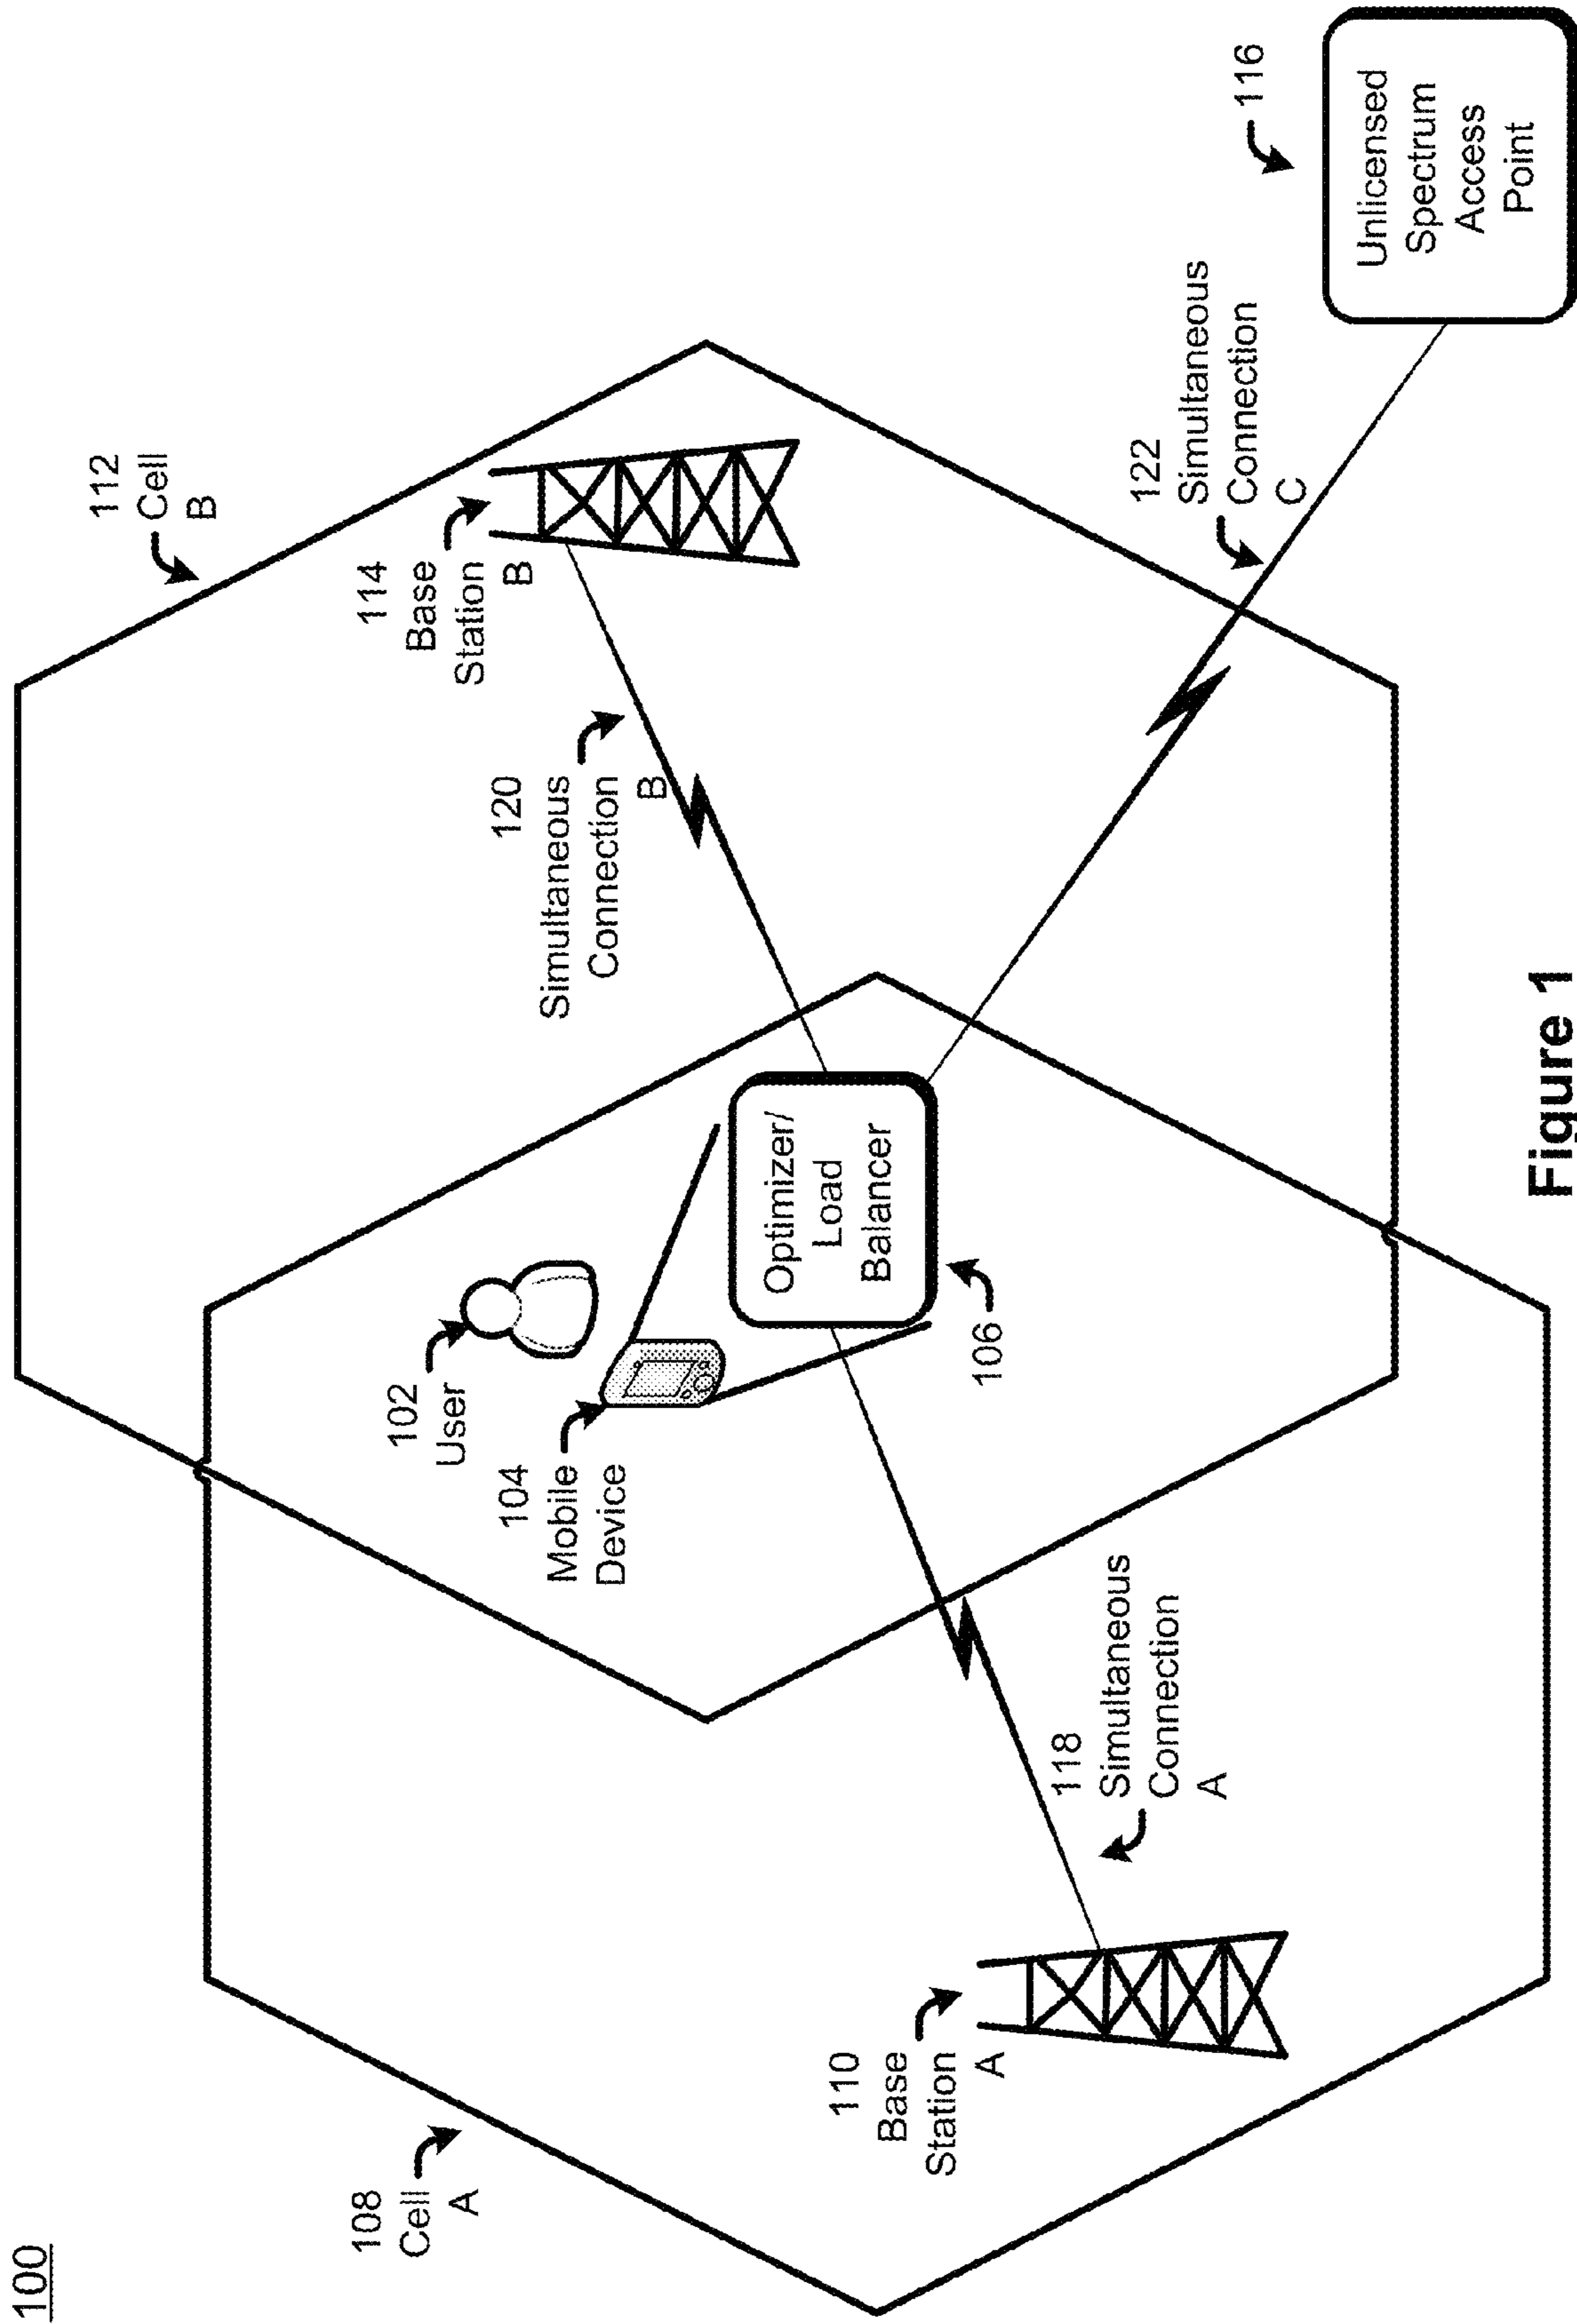 100
108
Cell
A
110
Base
Station
A
118
Simultaneous
Connection
A
102
User
104
Mobile
Device
Optimizer/
Load
Balancer
106
112
Cell
B
114
Base
Station
B
120
Simultaneous
Connection
B
122
Simultaneous
Connection
C
116
Unlicensed
Spectrum
Access
Point
Figure 1